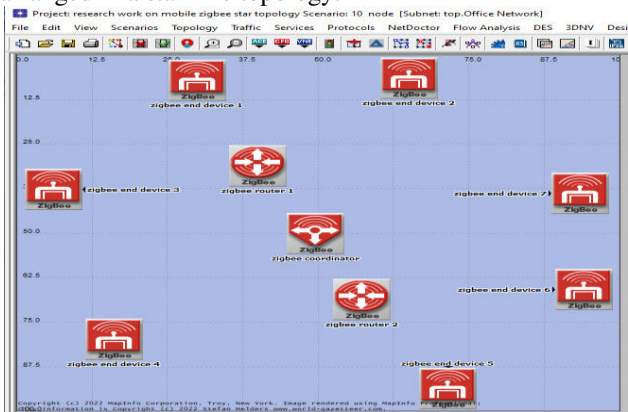 Project: research work on mobile zigbee star topology Scenario: 10 node [Subnet: top.Office Network]
File Edit View Scenarios Topology Traffic Services Protocols NetDoctor Flow Analysis DES 3DNV Desi
0.0 12.5 25.0 37.5 75.0 87.5 10
ZigBee
zigbee end device 1
ZigBee
zigbee end device 2
12.5
25.0
ZigBee
zigbee router 1
zigbee end device 3
ZigBee
zigbee end device 7
ZigBee
50.0
zigbee coordinator
62.5
zigbee end device 6
ZigBee
ZigBee
zigbee router 2
75.0
ZigBee
zigbee end device 4
87.5
zigbee end device 5
ZigBee
Copyright (c) 2022 MapInfo Corporation, Troy, New York. Image rendered using MapInfo
Information is Copyright (c) 2022 Stefan Helders www.world-gazetteer.com.